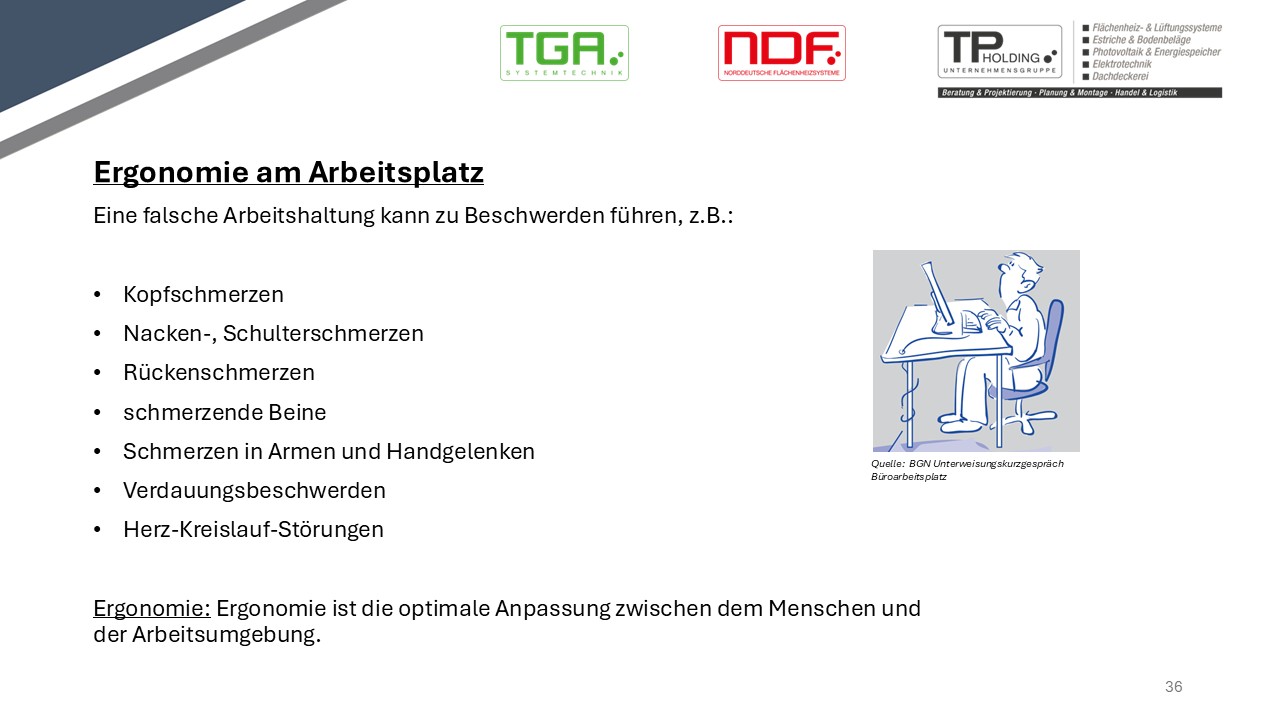 TGA
SYSTEMTECHNIK
NDF
NORDDEUTSCHE FLÄCHENHEIZSYSTEME
TP HOLDING
UNTERNEHMENSGRUPPE
Flächenheiz- & Lüftungssysteme
Estriche & Bodenbeläge
Photovoltaik & Energiespeicher
Elektrotechnik
Dachdeckerei
Beratung & Projektierung · Planung & Montage · Handel & Logistik
Ergonomie am Arbeitsplatz
Eine falsche Arbeitshaltung kann zu Beschwerden führen, z.B.:
• Kopfschmerzen
• Nacken-, Schulterschmerzen
• Rückenschmerzen
• schmerzende Beine
• Schmerzen in Armen und Handgelenken
• Verdauungsbeschwerden
• Herz-Kreislauf-Störungen
Quelle: BGN Unterweisungskurzgespräch
Büroarbeitsplatz
Ergonomie: Ergonomie ist die optimale Anpassung zwischen dem Menschen und
der Arbeitsumgebung.
36